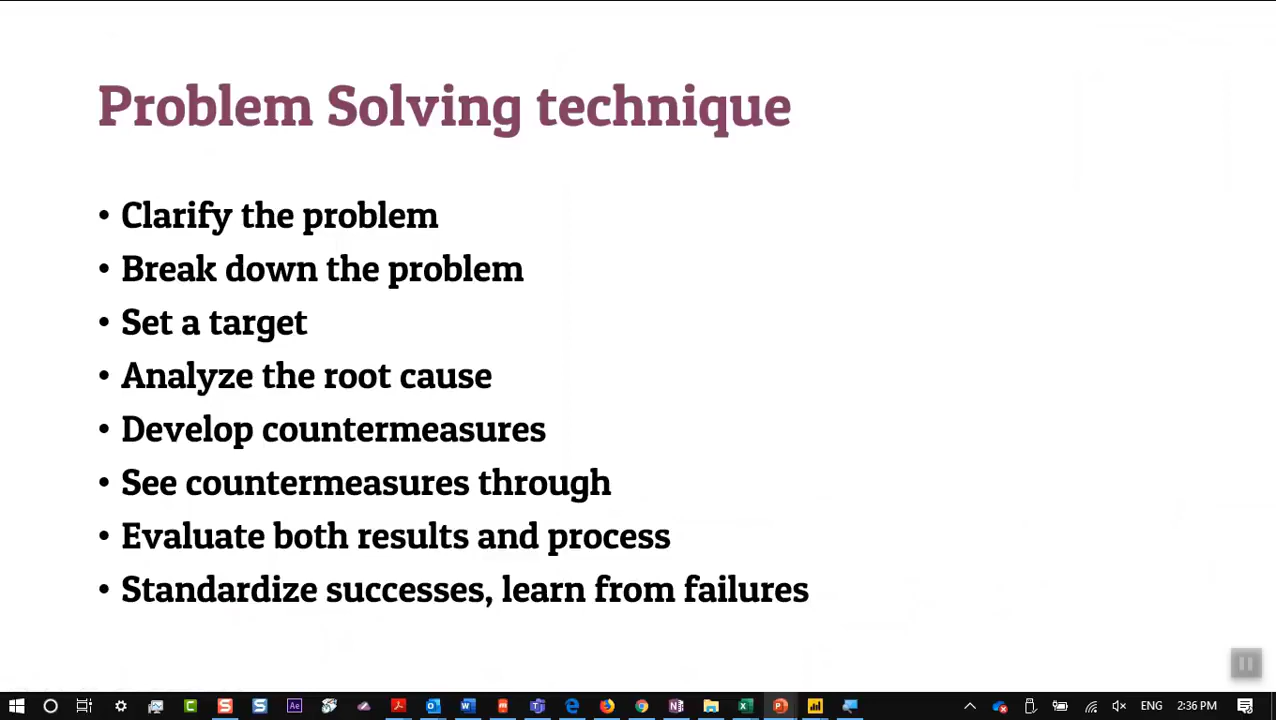 Problem Solving technique
• Clarify the problem
• Break down the problem
• Set a target
• Analyze the root cause
• Develop countermeasures
• See countermeasures through
• Evaluate both results and process
• Standardize successes, learn from failures
ENG 2:36 PM